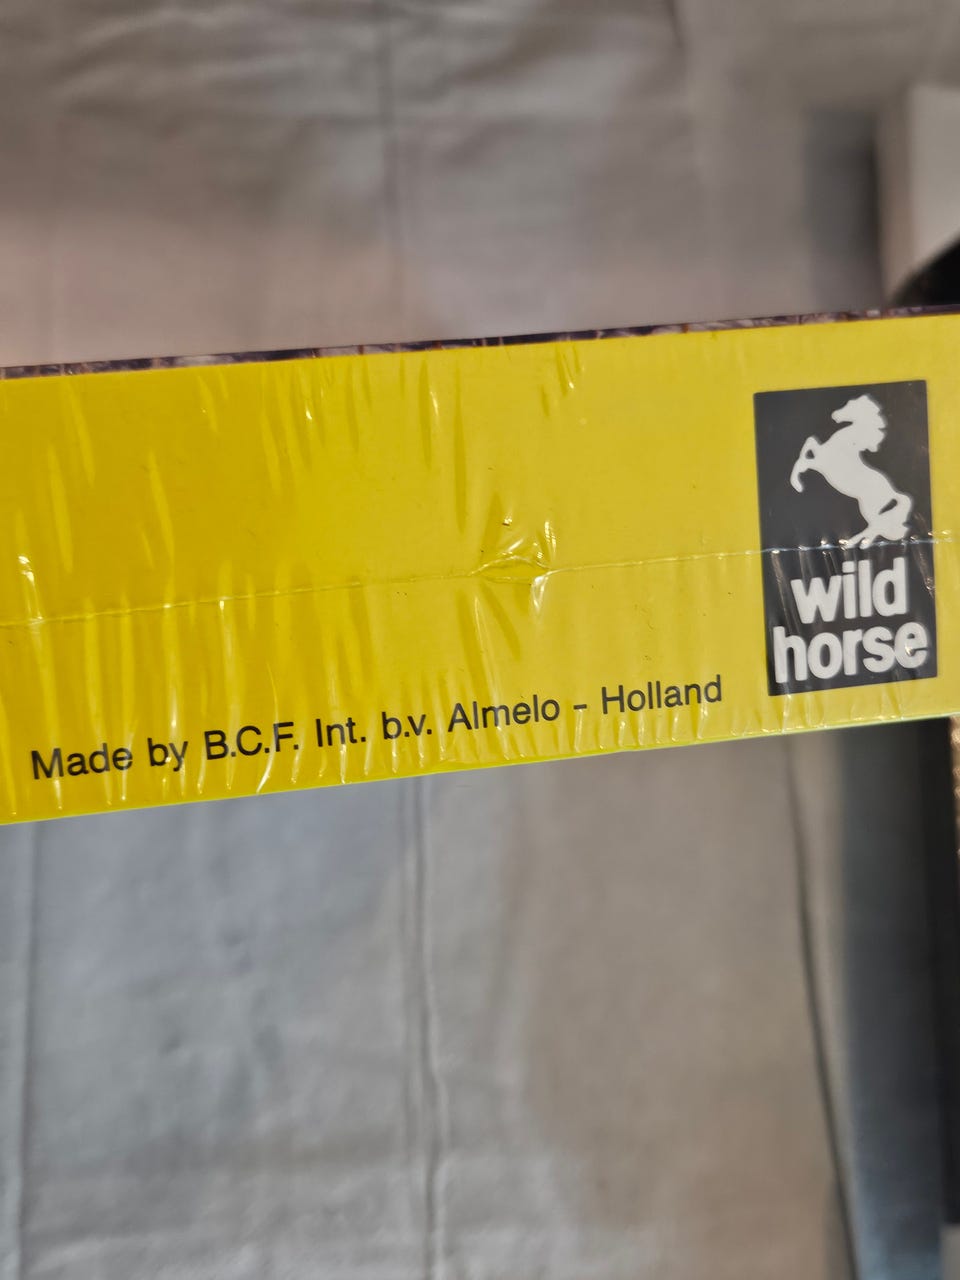 wild
horse
Made by B.C.F. Int. b.v. Almelo - Holland